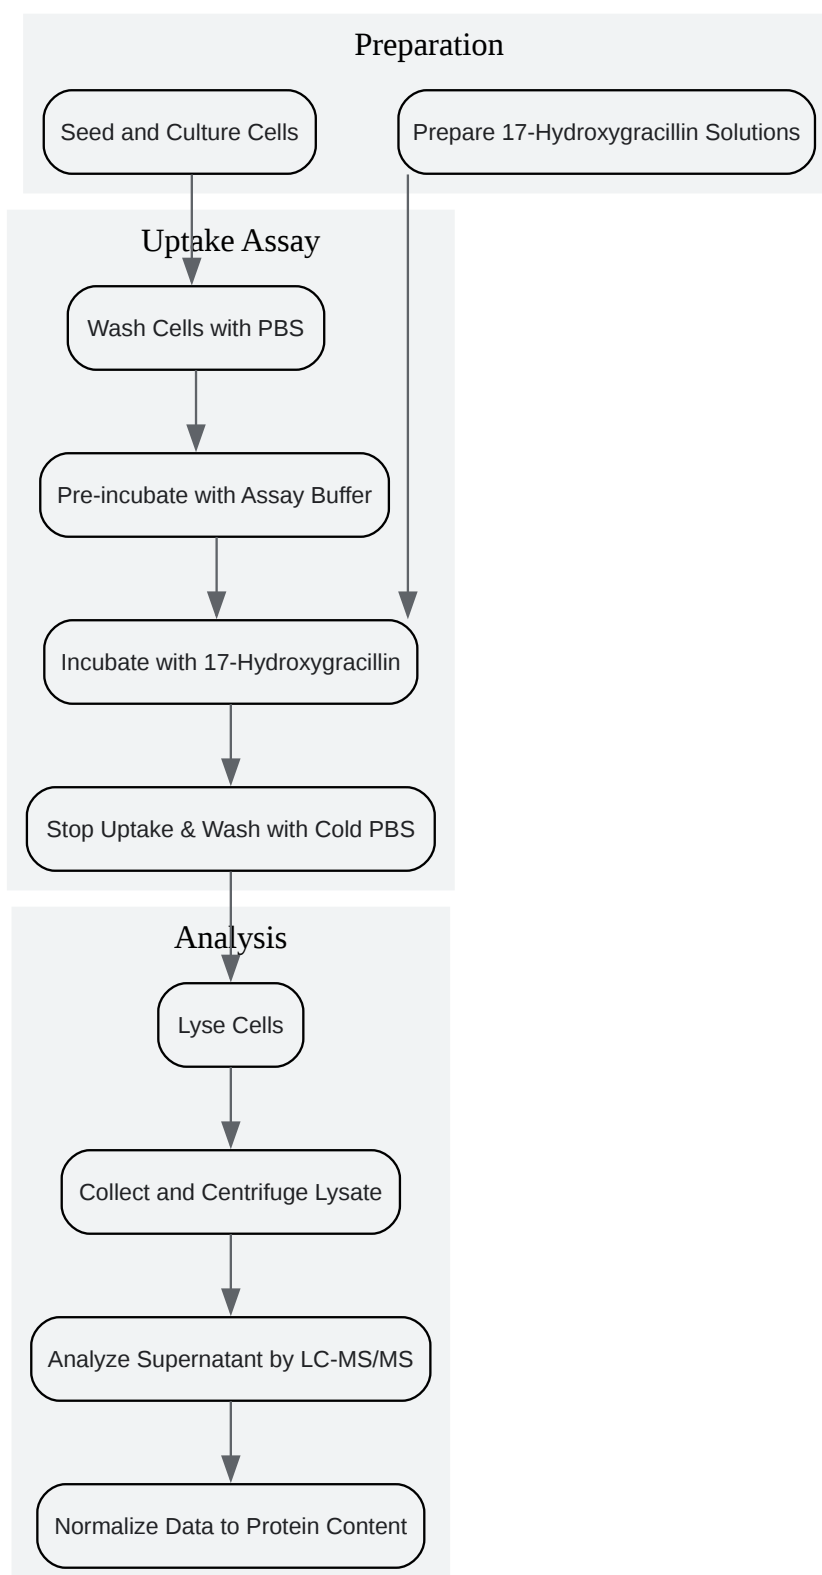 Preparation
Seed and Culture Cells
Prepare 17-Hydroxygracillin Solutions
Uptake Assay
Wash Cells with PBS
Pre-incubate with Assay Buffer
Incubate with 17-Hydroxygracillin
Stop Uptake & Wash with Cold PBS
Analysis
Lyse Cells
Collect and Centrifuge Lysate
Analyze Supernatant by LC-MS/MS
Normalize Data to Protein Content